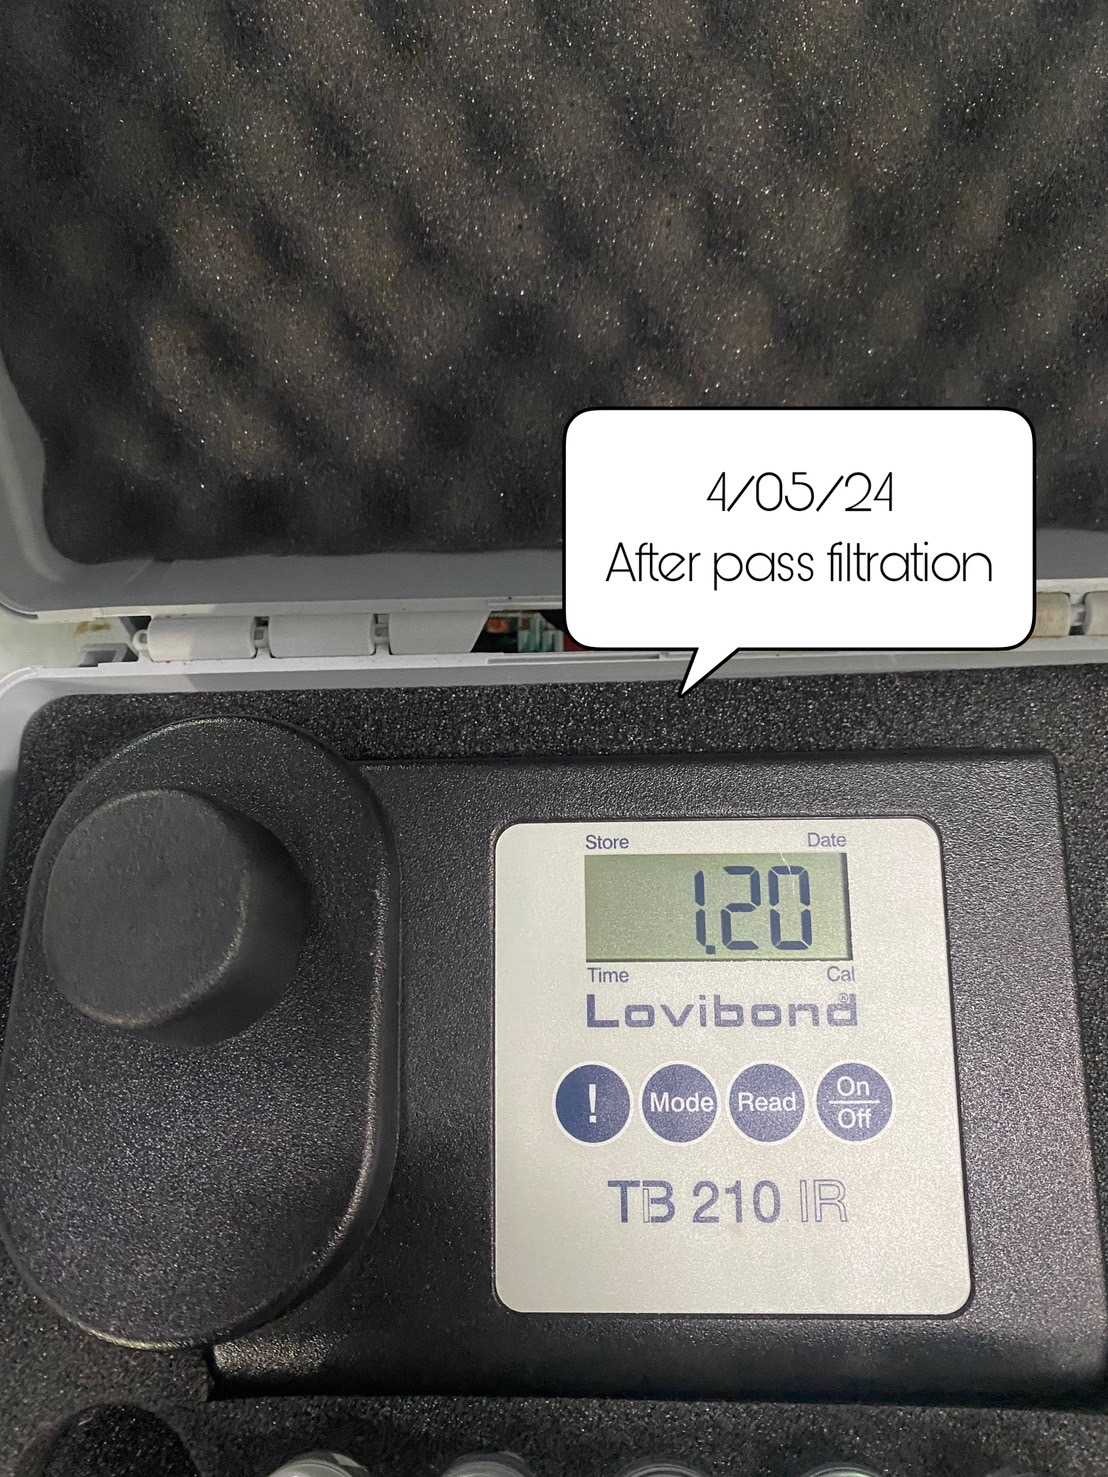 4/05/24
After pass filtration
Store Date
1.20
Time Cal
Lovibond®
! Mode Read On Off
TB 210 IR